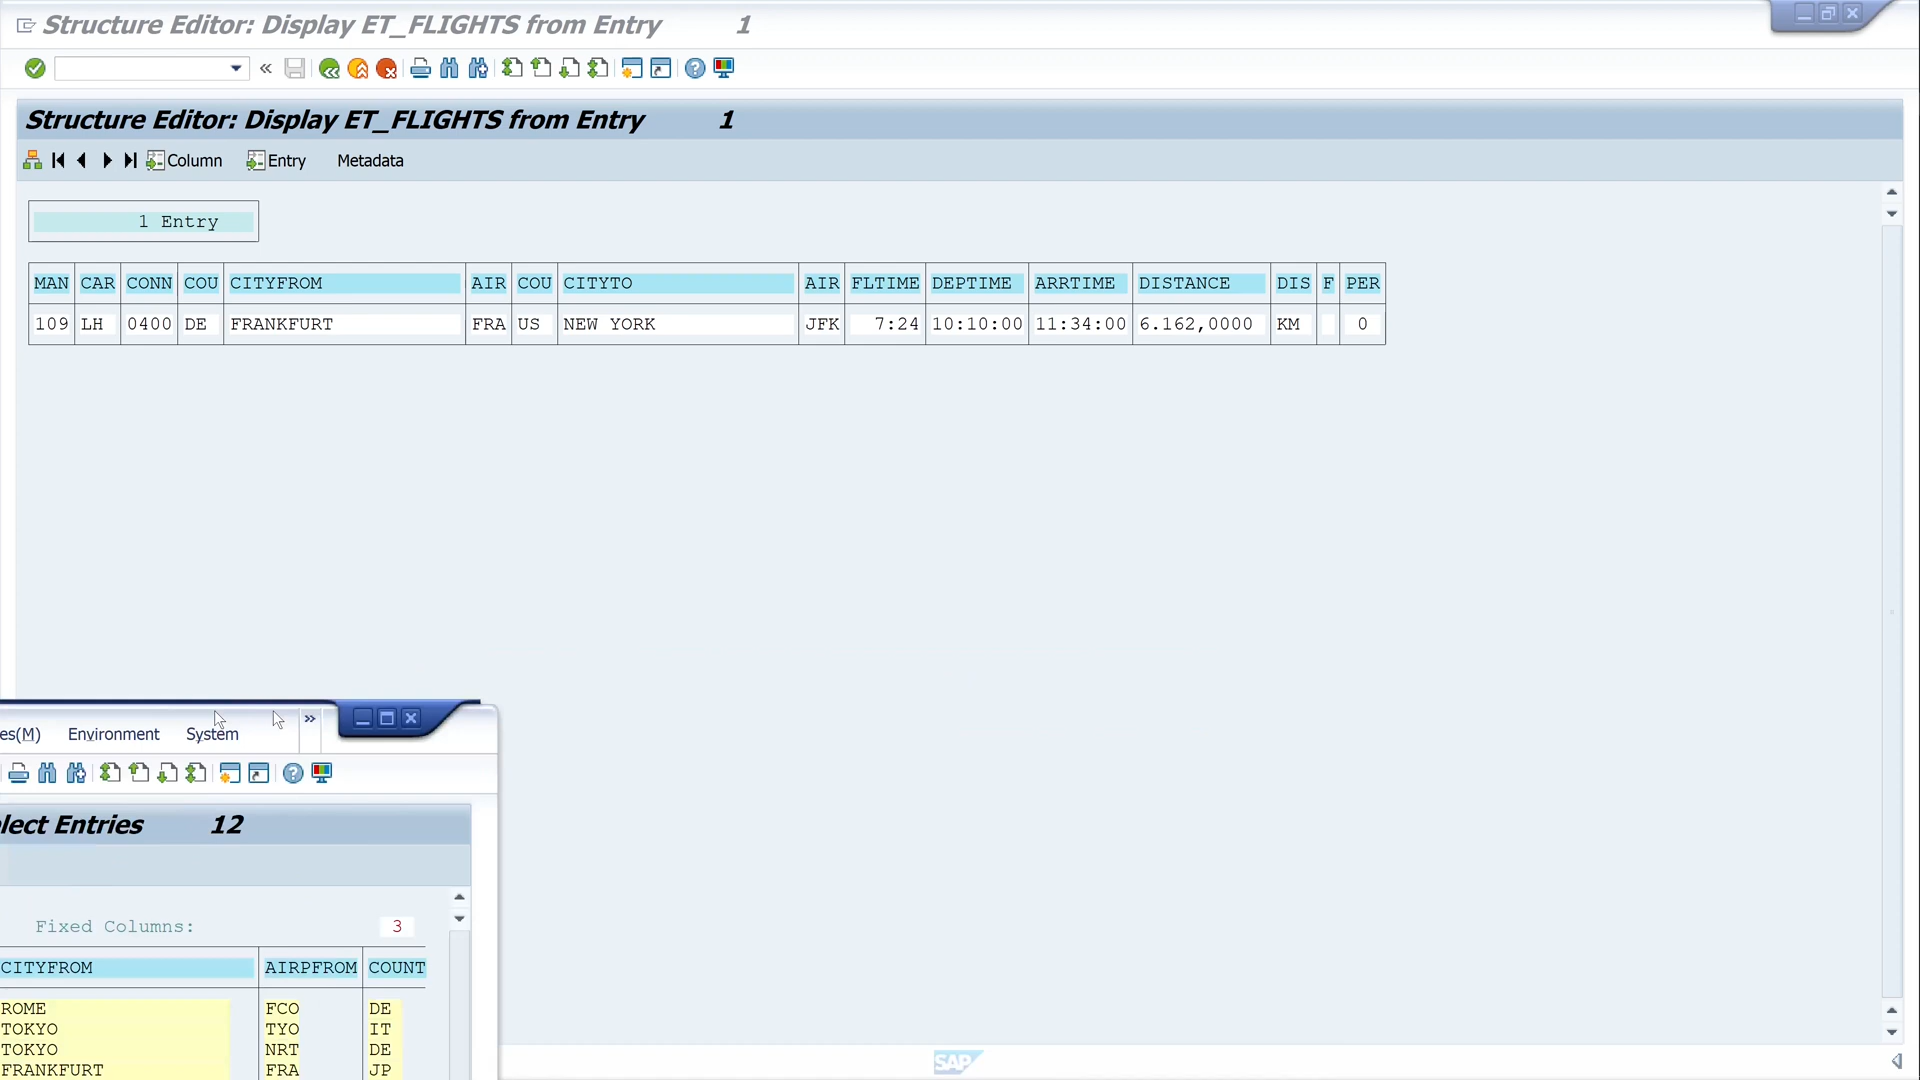 Structure Editor: Display ET_FLIGHTS from Entry 1
Structure Editor: Display ET_FLIGHTS from Entry 1
Column Entry Metadata
1 Entry
MAN CAR CONN COU CITYFROM AIR COU CITYTO AIR FLTIME DEPTIME ARRTIME DISTANCE DIS F PER
109 LH 0400 DE FRANKFURT FRA US NEW YORK JFK 7:24 10:10:00 11:34:00 6.162,0000 KM 0
es(M) Environment System »
lect Entries 12
Fixed Columns: 3
CITYFROM AIRPFROM COUNT
ROME FCO DE
TOKYO TYO IT
TOKYO NRT DE
FRANKFURT FRA JP
SAP